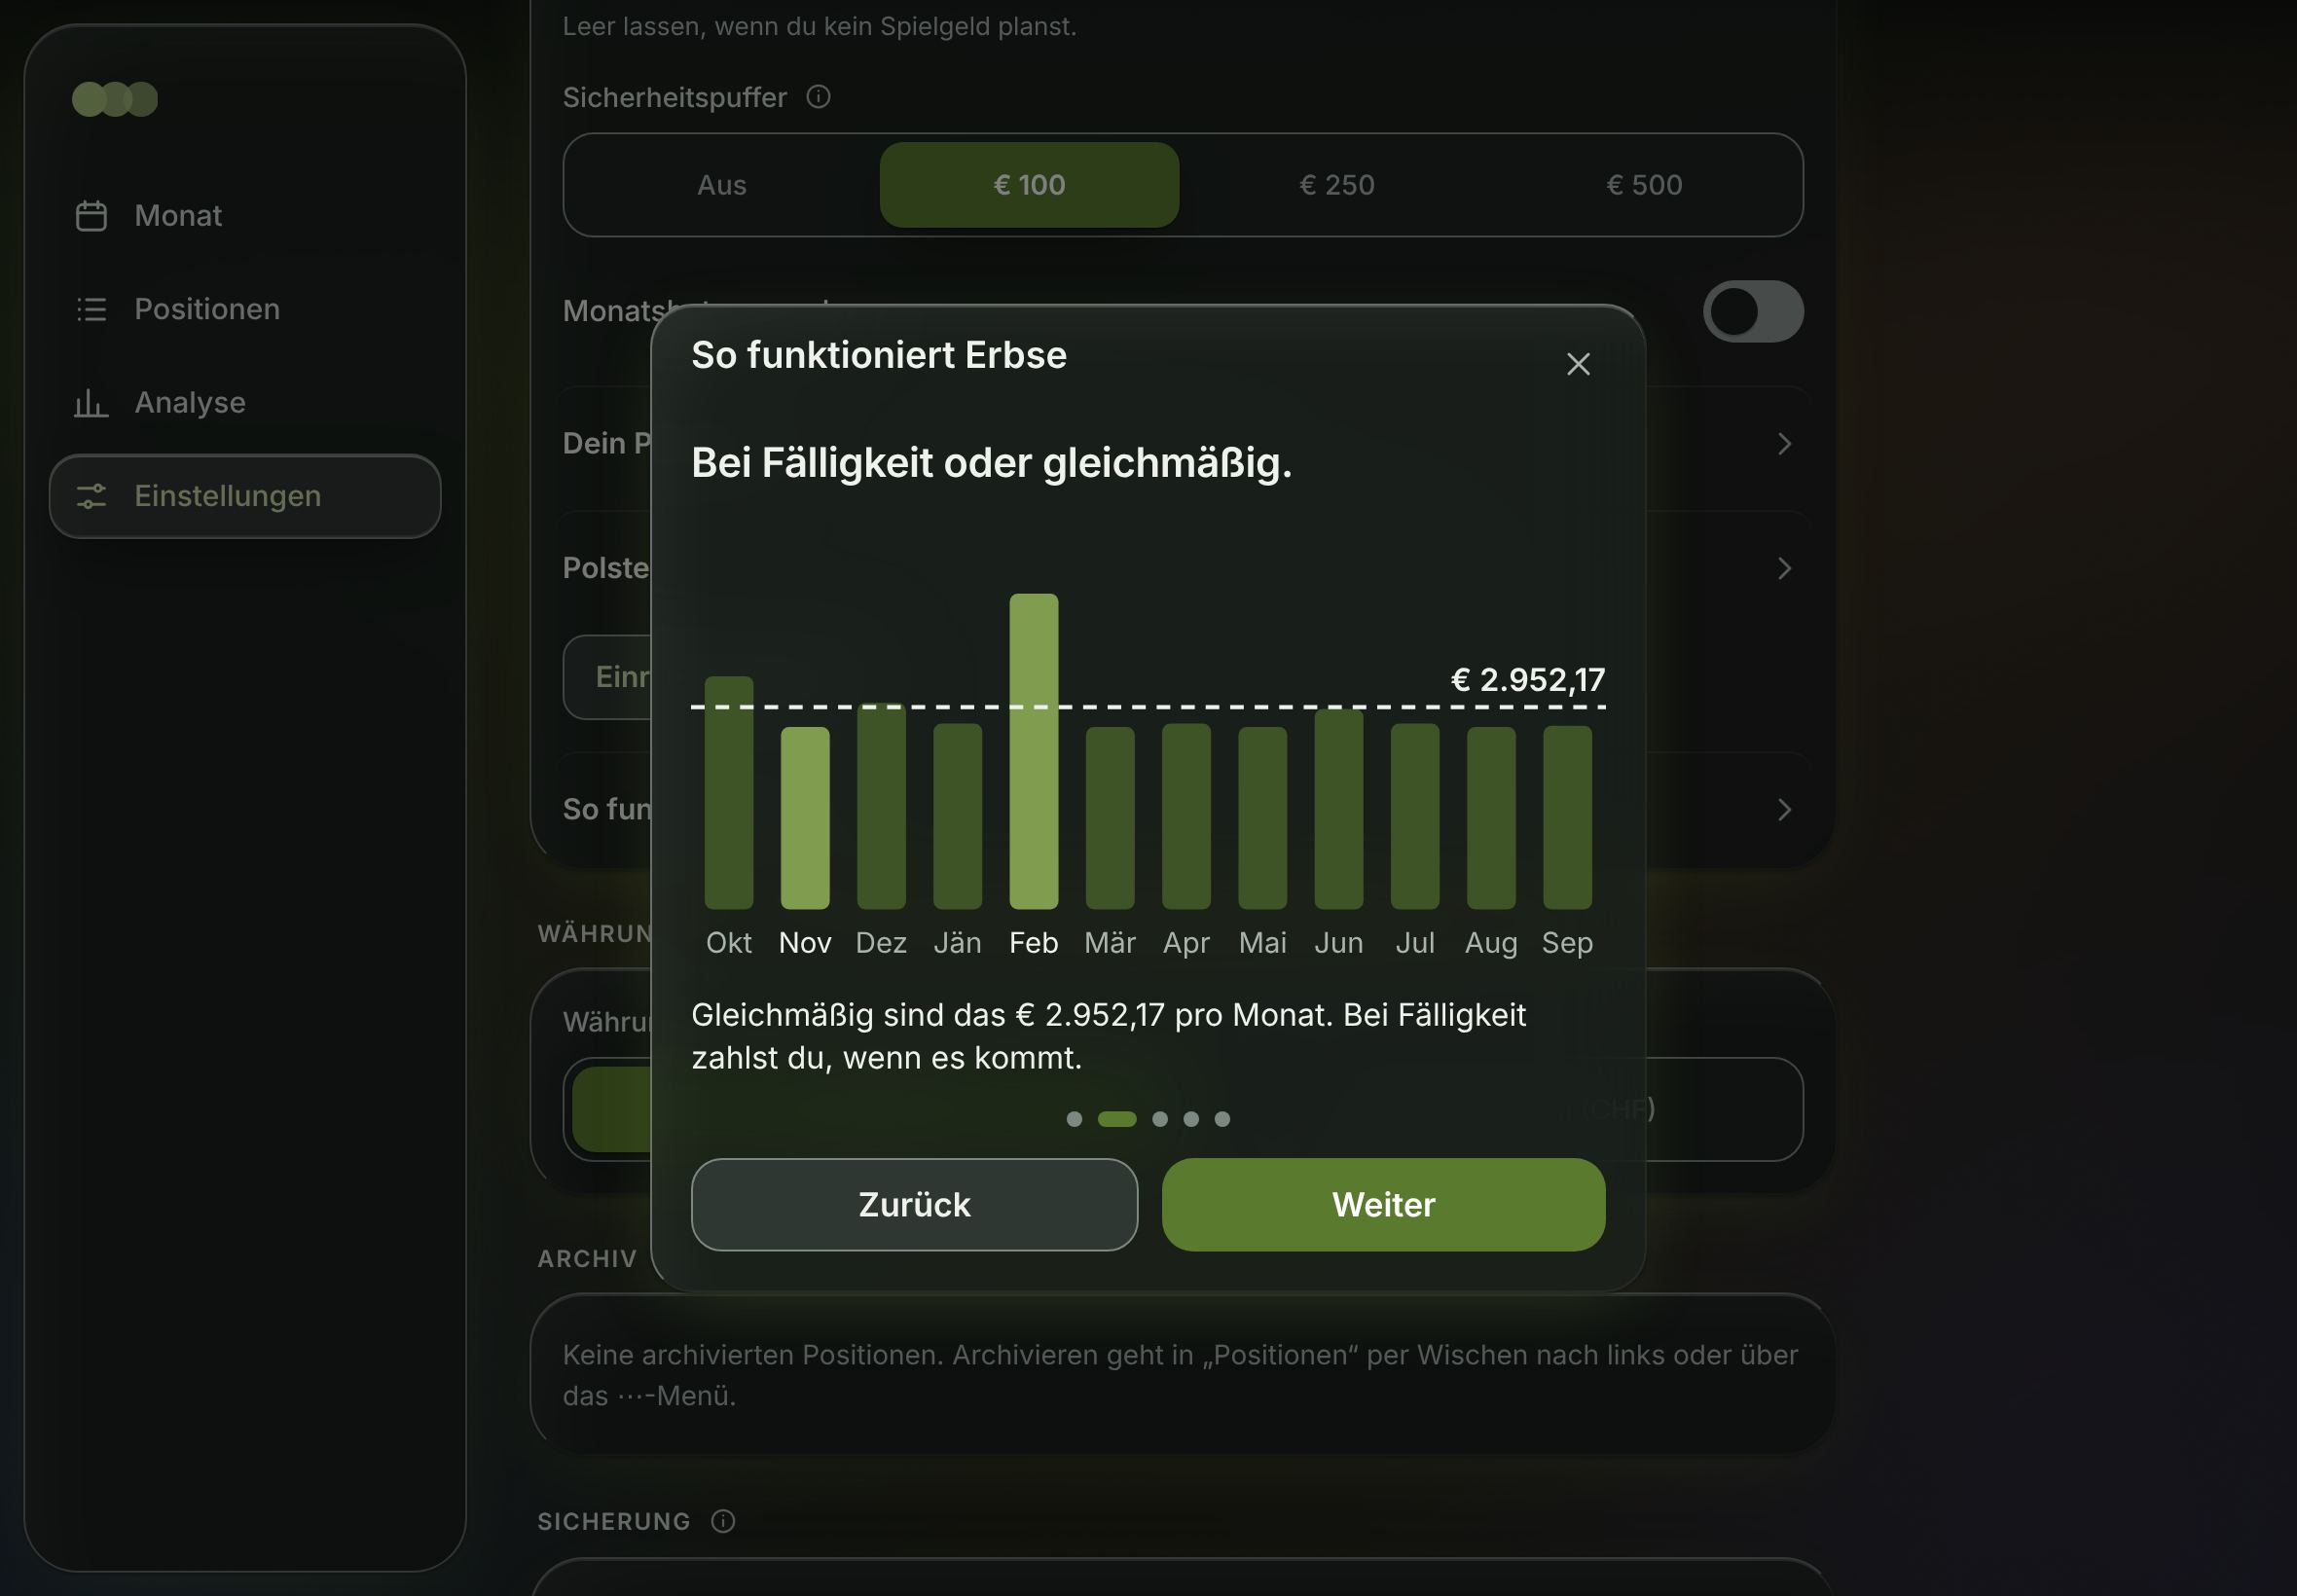 Monat
Positionen
Analyse
Einstellungen
Leer lassen, wenn du kein Spielgeld planst.
Sicherheitspuffer
Aus
€ 100
€ 250
€ 500
Dein
So funktioniert Erbse
Bei Fälligkeit oder gleichmäßig.
€ 2.952,17
Okt Nov Dez Jän Feb Mär Apr Mai Jun Jul Aug Sep
Gleichmäßig sind das € 2.952,17 pro Monat. Bei Fälligkeit
zahlst du, wenn es kommt.
Zurück
Weiter
So
ARCHIV
Keine archivierten Positionen. Archivieren geht in „Positionen“ per Wischen nach links oder über
das ···-Menü.
SICHERUNG